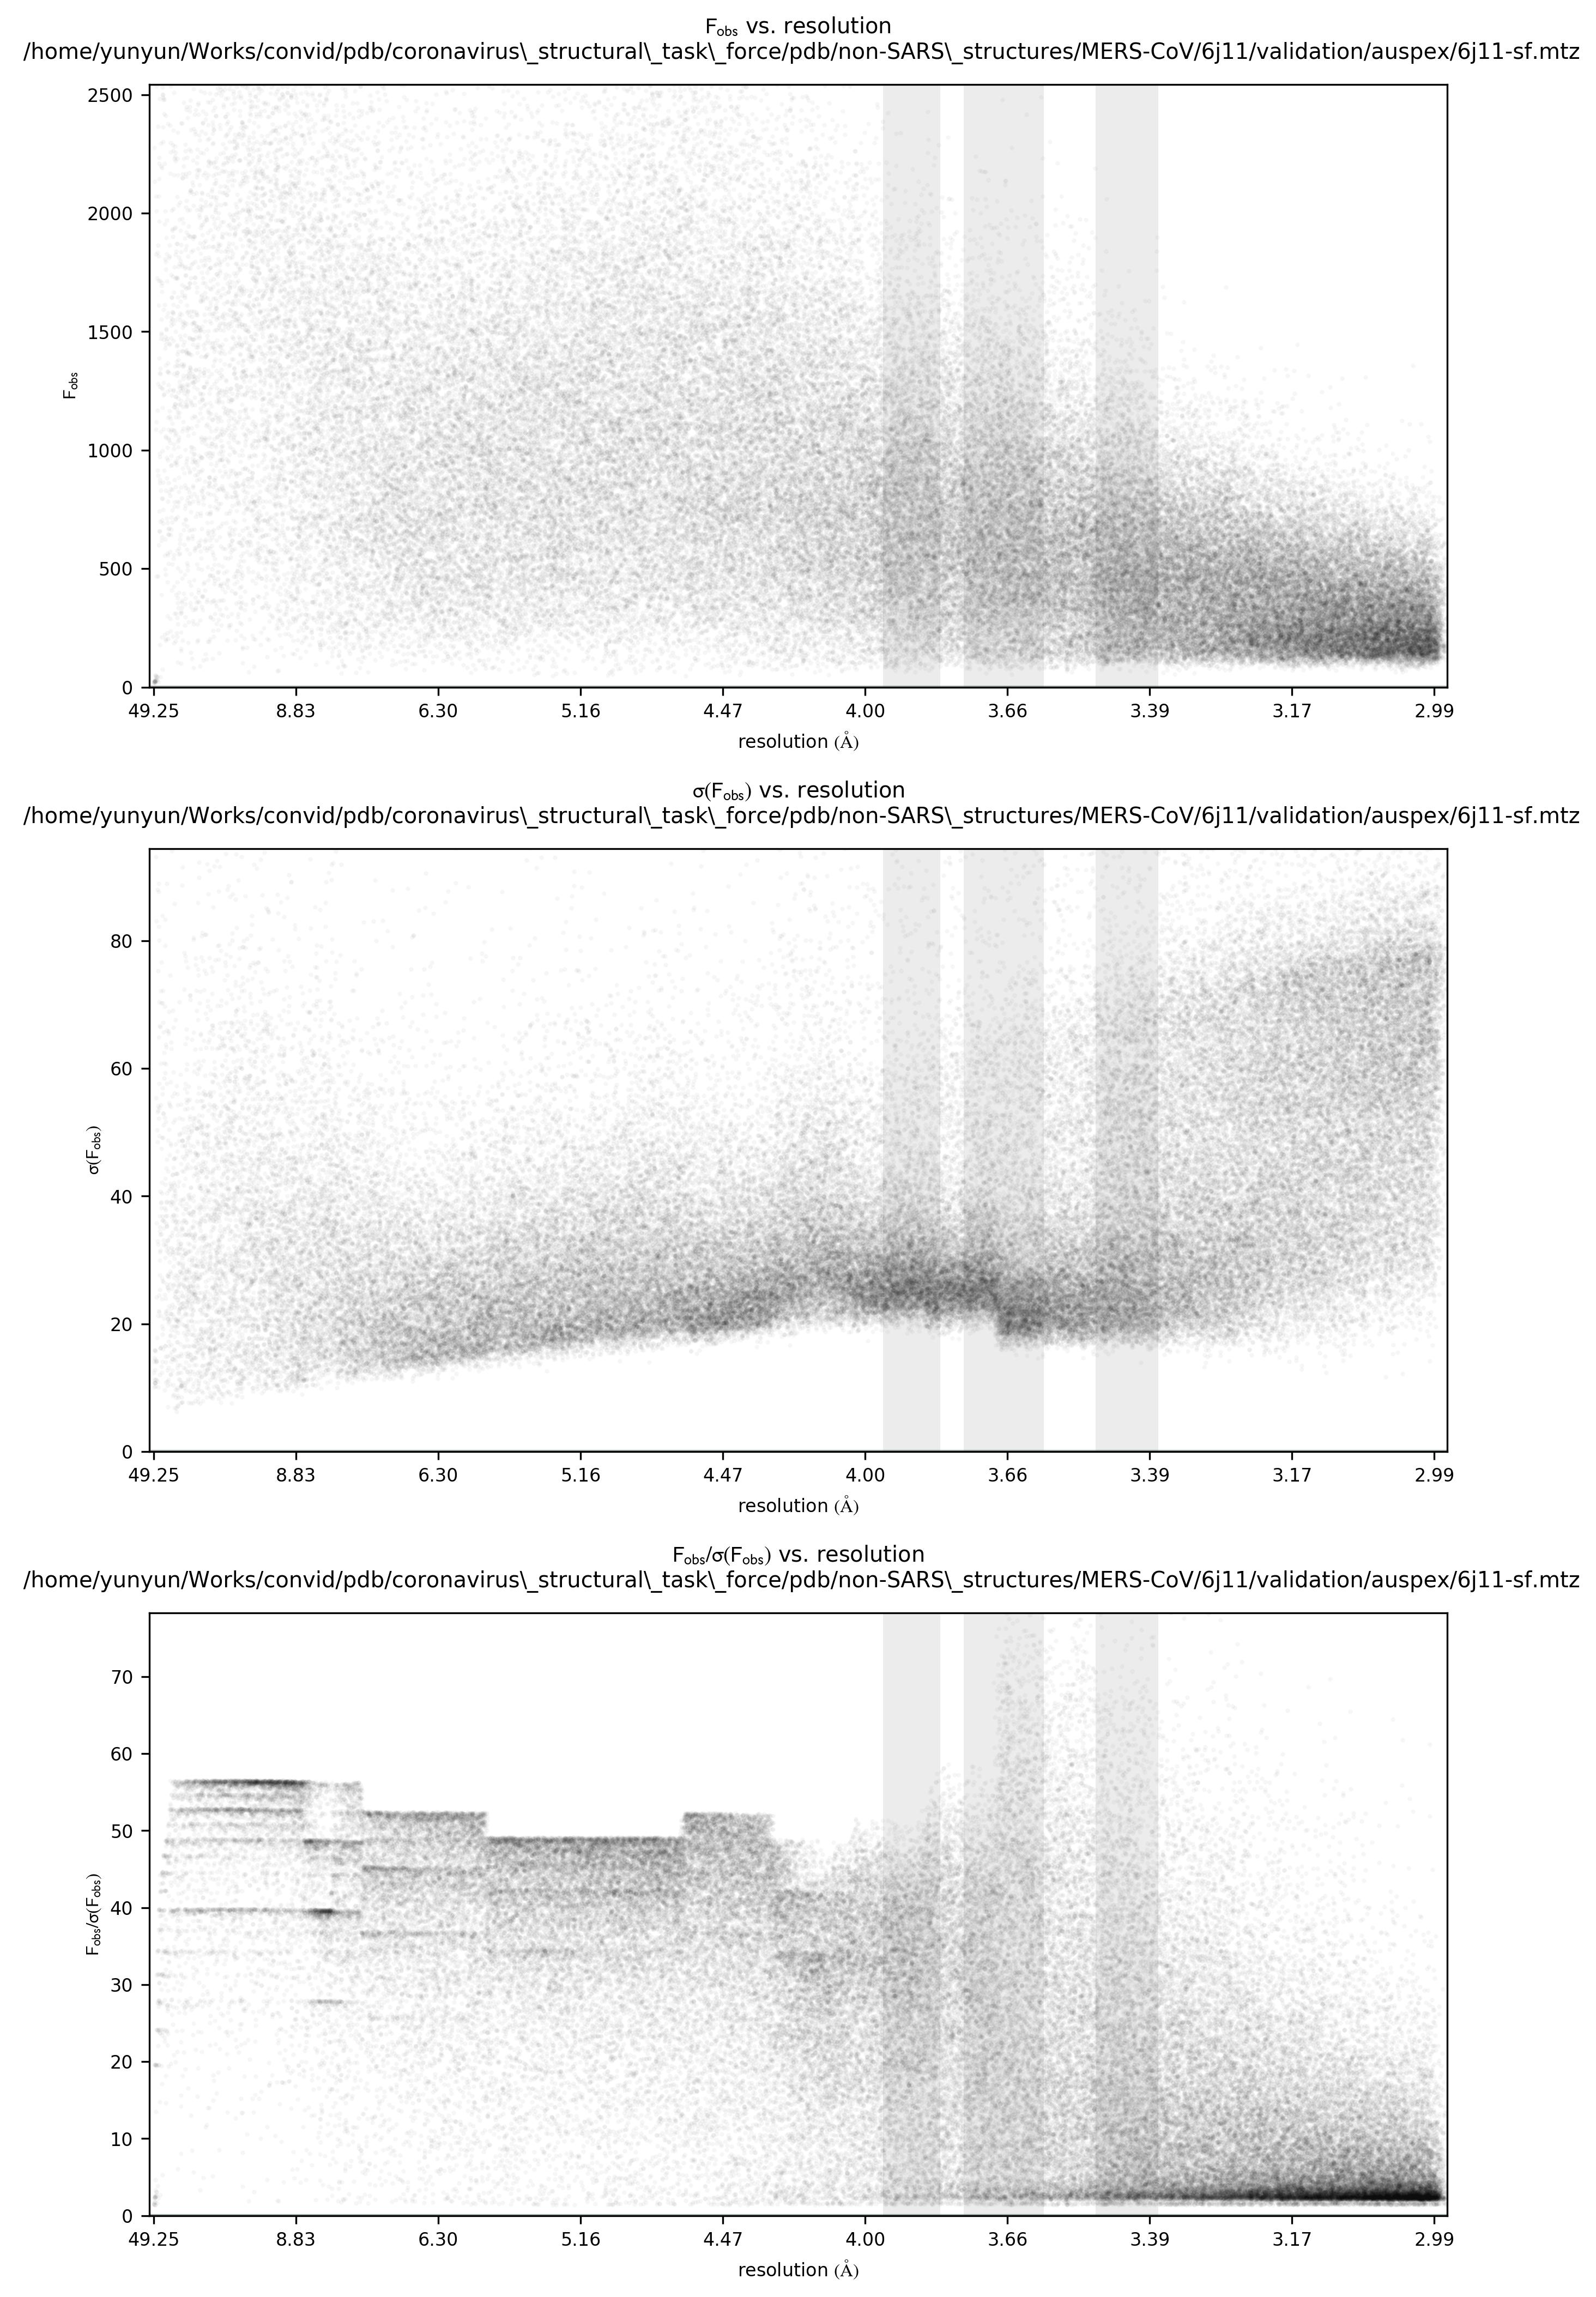 Fobs vs. resolution
/home/yunyun/Works/convid/pdb/coronavirus\_structural\_task\_force/pdb/non-SARS\_structures/MERS-CoV/6j11/validation/auspex/6j11-sf.mtz
2500
2000
1500
1000
500
0
Fobs
49.25 8.83 6.30 5.16 4.47 4.00 3.66 3.39 3.17 2.99
resolution (Å)
σ(Fobs) vs. resolution
/home/yunyun/Works/convid/pdb/coronavirus\_structural\_task\_force/pdb/non-SARS\_structures/MERS-CoV/6j11/validation/auspex/6j11-sf.mtz
80
60
40
20
0
σ(Fobs)
49.25 8.83 6.30 5.16 4.47 4.00 3.66 3.39 3.17 2.99
resolution (Å)
Fobs/σ(Fobs) vs. resolution
/home/yunyun/Works/convid/pdb/coronavirus\_structural\_task\_force/pdb/non-SARS\_structures/MERS-CoV/6j11/validation/auspex/6j11-sf.mtz
70
60
50
40
30
20
10
0
Fobs/σ(Fobs)
49.25 8.83 6.30 5.16 4.47 4.00 3.66 3.39 3.17 2.99
resolution (Å)